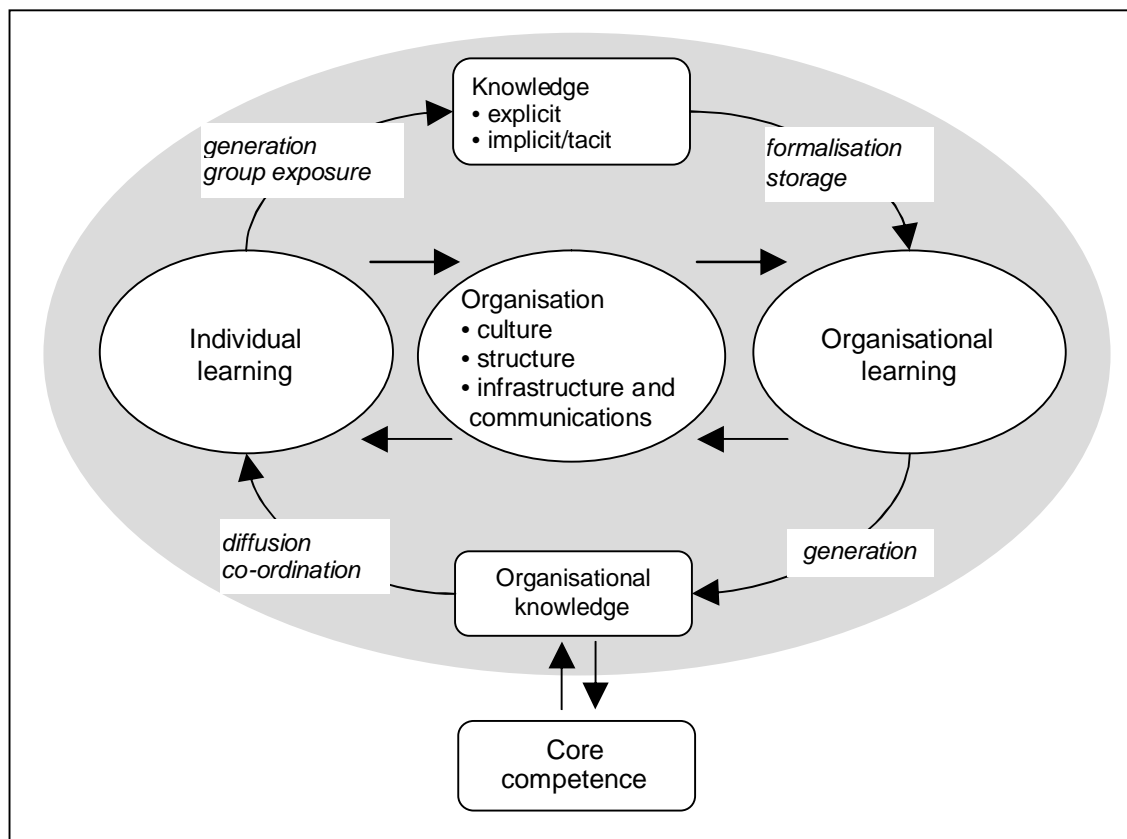 Knowledge
• explicit
• implicit/tacit
generation
group exposure
formalisation
storage
Individual
learning
Organisation
• culture
• structure
• infrastructure and
communications
Organisational
learning
diffusion
co-ordination
generation
Organisational
knowledge
Core
competence